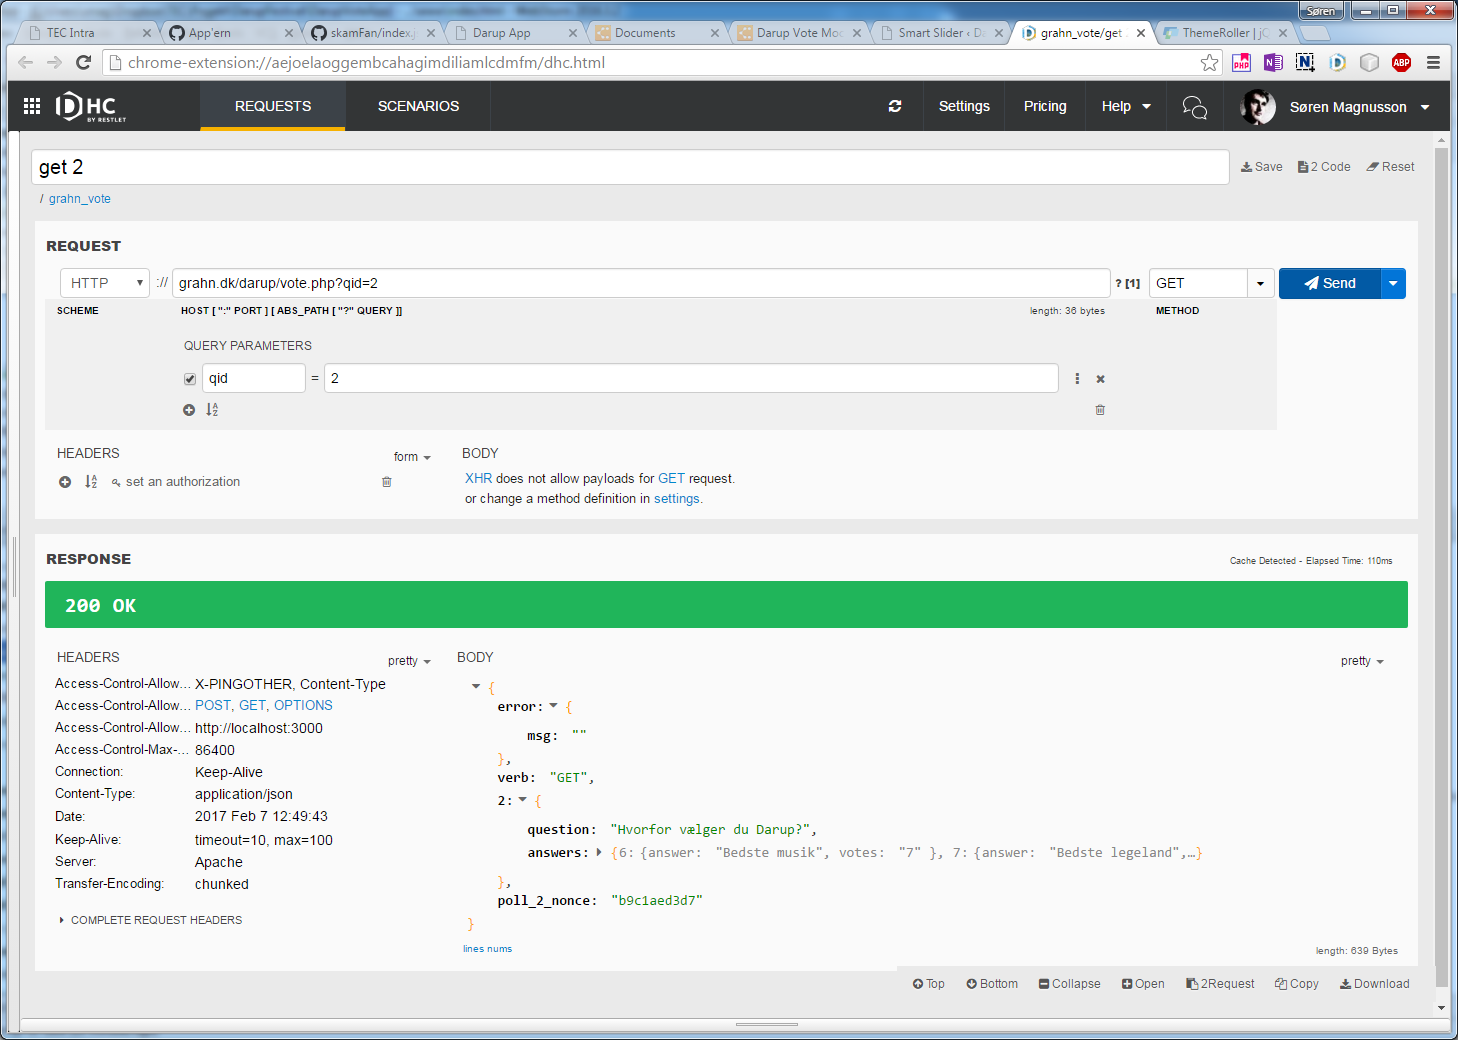 Søren
TEC Intra
App'ern
skamFan/index.j
Darup App
Documents
Darup Vote Moc
Smart Slider ‹ Da
grahn_vote/get
ThemeRoller | jQ
chrome-extension://aejoelaoggembcahagimdiliamlcdmfm/dhc.html
PHP
N
N
ABP
DHC
BY RESTLET
REQUESTS
SCENARIOS
Settings
Pricing
Help
Søren Magnusson
get 2
Save
2 Code
Reset
/ grahn_vote
REQUEST
HTTP
://
grahn.dk/darup/vote.php?qid=2
? [1]
GET
Send
SCHEME
HOST [ ":" PORT ] [ ABS_PATH [ "?" QUERY ]]
length: 36 bytes
METHOD
QUERY PARAMETERS
qid = 2
HEADERS
form
BODY
set an authorization
XHR does not allow payloads for GET request.
or change a method definition in settings.
RESPONSE
Cache Detected - Elapsed Time: 110ms
200 OK
HEADERS
pretty
Access-Control-Allow... X-PINGOTHER, Content-Type
Access-Control-Allow... POST, GET, OPTIONS
Access-Control-Allow... http://localhost:3000
Access-Control-Max-... 86400
Connection: Keep-Alive
Content-Type: application/json
Date: 2017 Feb 7 12:49:43
Keep-Alive: timeout=10, max=100
Server: Apache
Transfer-Encoding: chunked
COMPLETE REQUEST HEADERS
BODY
pretty
{
error: {
msg: ""
},
verb: "GET",
2: {
question: "Hvorfor vælger du Darup?",
answers: {6: {answer: "Bedste musik", votes: "7" }, 7: {answer: "Bedste legeland",…}
},
poll_2_nonce: "b9c1aed3d7"
}
lines nums
length: 639 Bytes
Top
Bottom
Collapse
Open
2Request
Copy
Download